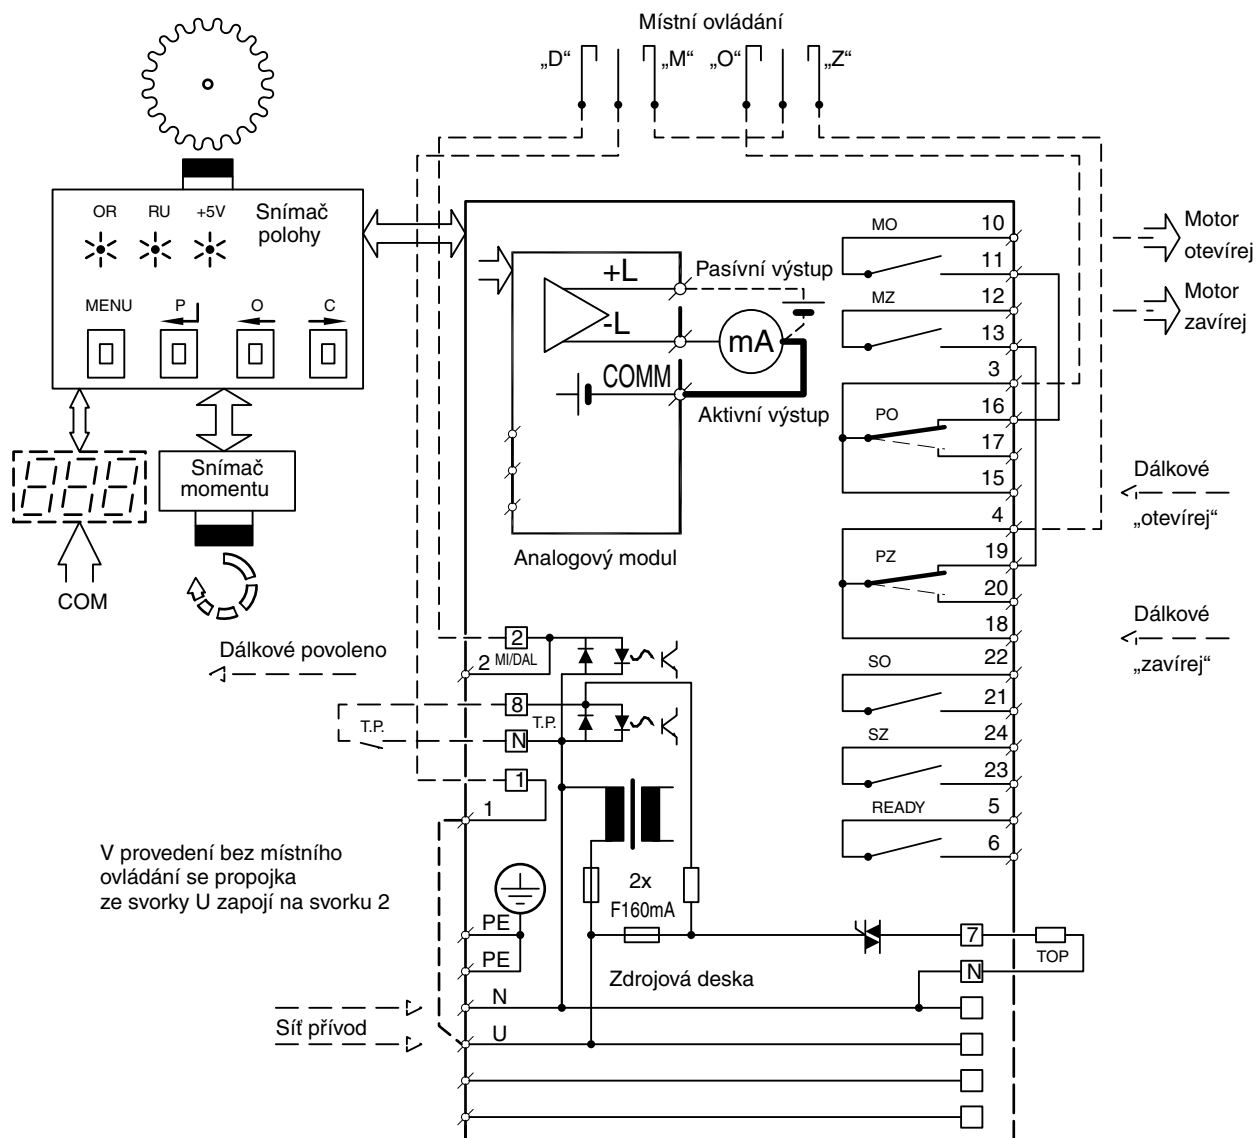 Místní ovládání
„D“ „M“ „O“ „Z“
OR RU +5V
Snímač
polohy
MENU P O C
Snímač
momentu
COM
+L
-L
COMM
Pasívní výstup
mA
Aktivní výstup
Analogový modul
MO
10
11
MZ
12
13
3
PO
16
17
15
4
PZ
19
20
18
SO
22
21
SZ
24
23
READY
5
6
Motor
otevírej
Motor
zavírej
Dálkové
„otevírej“
Dálkové
„zavírej“
Dálkové povoleno
2
2 MI/DAL
8
T.P. T.P.
N
1
1
V provedení bez místního
ovládání se propojka
ze svorky U zapojí na svorku 2
2x
F160mA
PE
PE
7
TOP
N
Zdrojová deska
N
Síť přívod
U